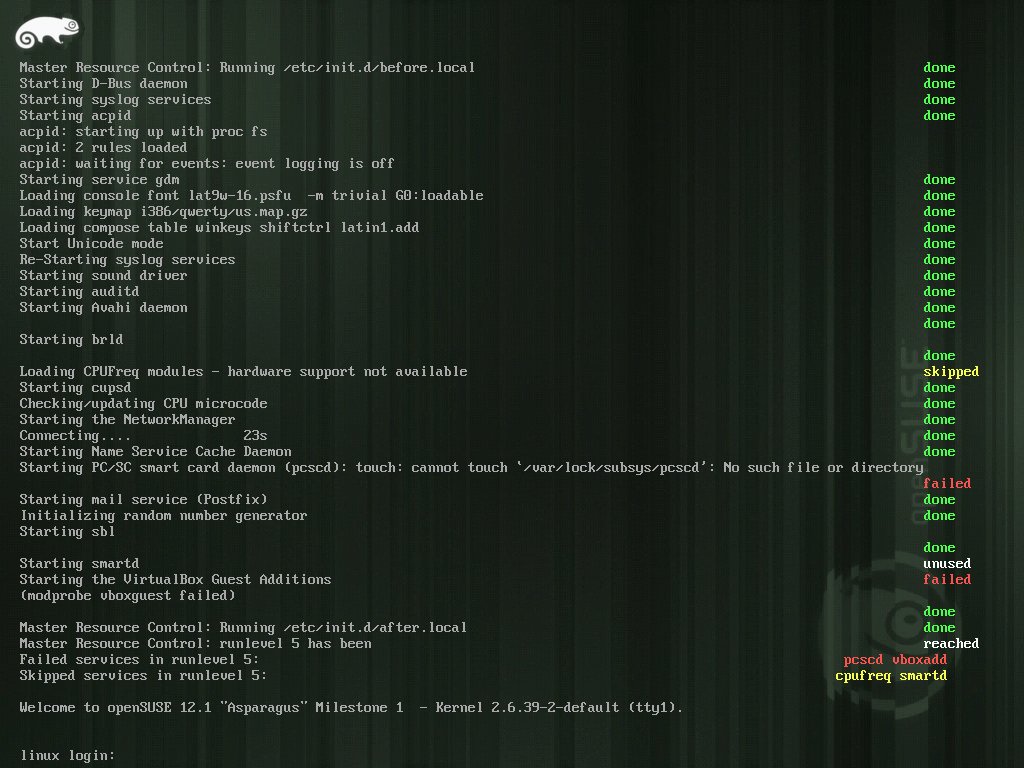 Master Resource Control: Running /etc/init.d/before.local done
Starting D-Bus daemon done
Starting syslog services done
Starting acpid done
acpid: starting up with proc fs
acpid: 2 rules loaded
acpid: waiting for events: event logging is off
Starting service gdm done
Loading console font lat9w-16.psfu  -m trivial G0:loadable done
Loading keymap i386/qwerty/us.map.gz done
Loading compose table winkeys shiftctrl latin1.add done
Start Unicode mode done
Re-Starting syslog services done
Starting sound driver done
Starting auditd done
Starting Avahi daemon done
done
Starting brld
done
Loading CPUFreq modules - hardware support not available skipped
Starting cupsd done
Checking/updating CPU microcode done
Starting the NetworkManager done
Connecting.... 23s done
Starting Name Service Cache Daemon done
Starting PC/SC smart card daemon (pcscd): touch: cannot touch `/var/lock/subsys/pcscd': No such file or directory
failed
Starting mail service (Postfix) done
Initializing random number generator done
Starting sbl
done
Starting smartd unused
Starting the VirtualBox Guest Additions failed
(modprobe vboxguest failed)
done
Master Resource Control: Running /etc/init.d/after.local done
Master Resource Control: runlevel 5 has been reached
Failed services in runlevel 5: pcscd vboxadd
Skipped services in runlevel 5: cpufreq smartd
Welcome to openSUSE 12.1 "Asparagus" Milestone 1  - Kernel 2.6.39-2-default (tty1).
linux login:
openSUSE